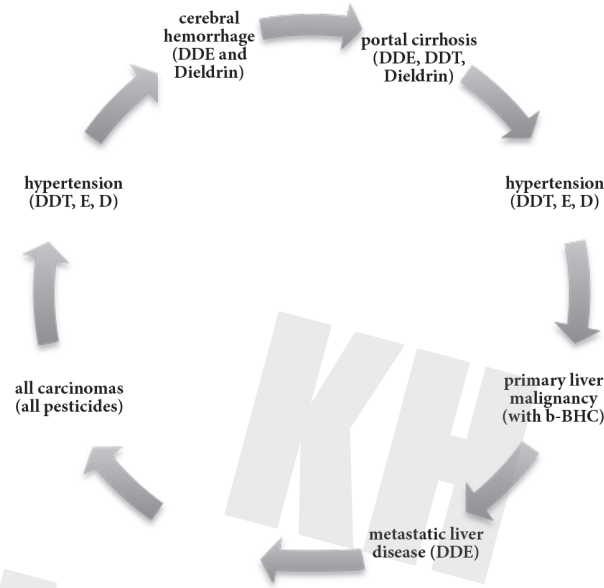 cerebral
hemorrhage
(DDE and
Dieldrin)
portal cirrhosis
(DDE, DDT,
Dieldrin)
hypertension
(DDT, E, D)
primary liver
malignancy
(with b-BHC)
metastatic liver
disease (DDE)
all carcinomas
(all pesticides)
hypertension
(DDT, E, D)
KH